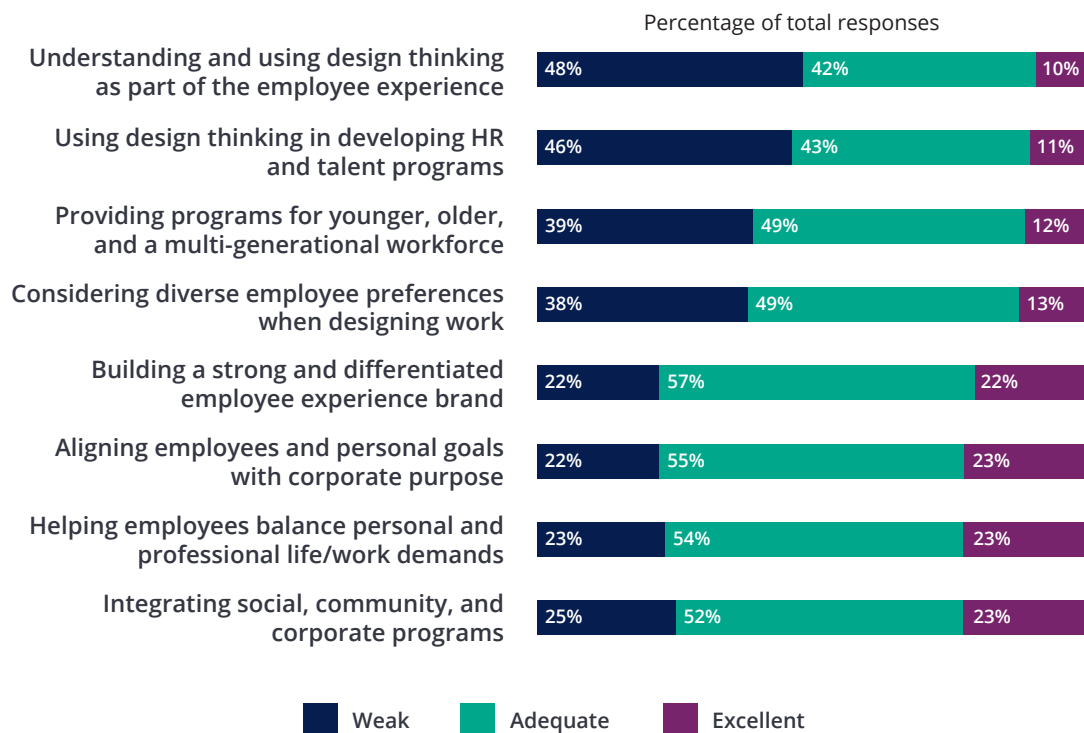 Percentage of total responses
Understanding and using design thinking
as part of the employee experience
48% 42% 10%
Using design thinking in developing HR
and talent programs
46% 43% 11%
Providing programs for younger, older,
and a multi-generational workforce
39% 49% 12%
Considering diverse employee preferences
when designing work
38% 49% 13%
Building a strong and differentiated
employee experience brand
22% 57% 22%
Aligning employees and personal goals
with corporate purpose
22% 55% 23%
Helping employees balance personal and
professional life/work demands
23% 54% 23%
Integrating social, community, and
corporate programs
25% 52% 23%
Weak Adequate Excellent